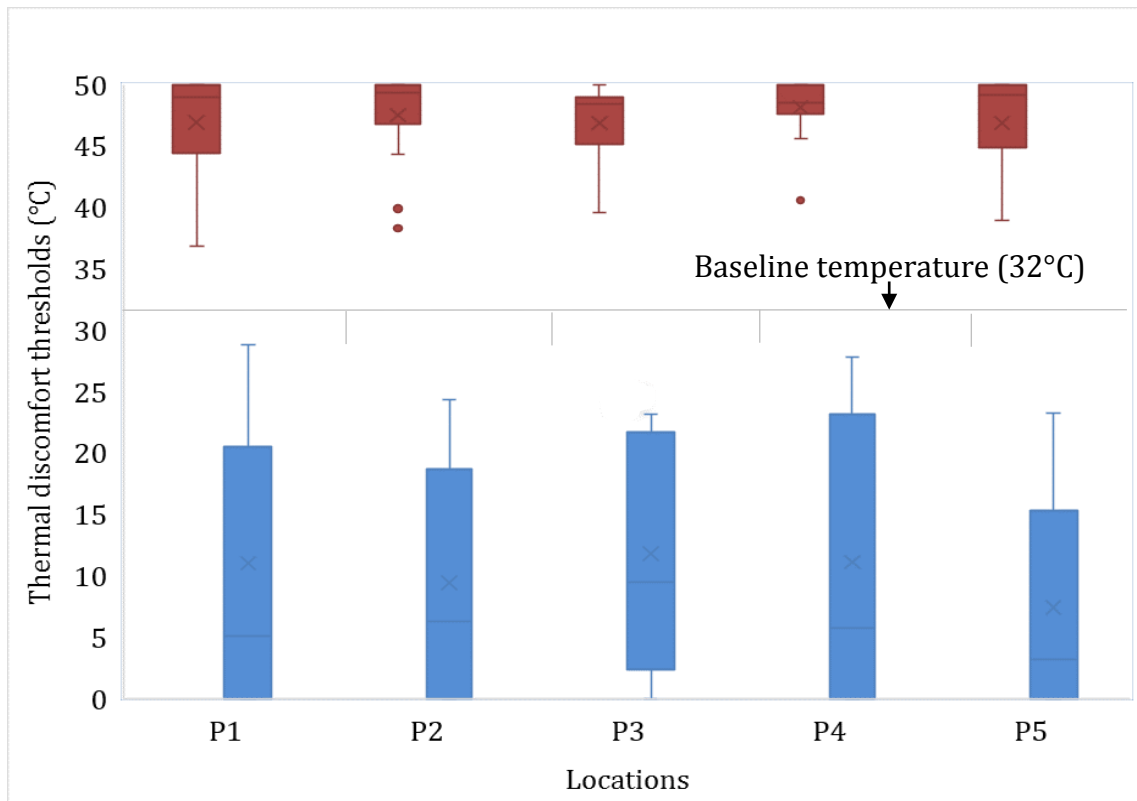 Thermal discomfort thresholds (°C)
50
45
40
35
30
25
20
15
10
5
0
Baseline temperature (32°C)
P1 P2 P3 P4 P5
Locations